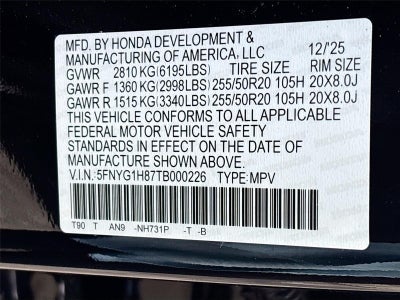 MFD. BY HONDA DEVELOPMENT &
MANUFACTURING OF AMERICA, LLC 12/25
GVWR 2810 KG(6195LBS) TIRE SIZE RIM SIZE
GAWR F 1360 KG(2998LBS) 255/50R20 105H 20X8.0J
GAWR R 1515 KG(3340LBS) 255/50R20 105H 20X8.0J
THIS VEHICLE CONFORMS TO ALL APPLICABLE
FEDERAL MOTOR VEHICLE SAFETY
STANDARDS IN EFFECT ON THE DATE OF
MANUFACTURE SHOWN ABOVE.
V.I.N.: 5FNYG1H87TB000226 TYPE: MPV
T90 T AN9 -NH731P -T -B